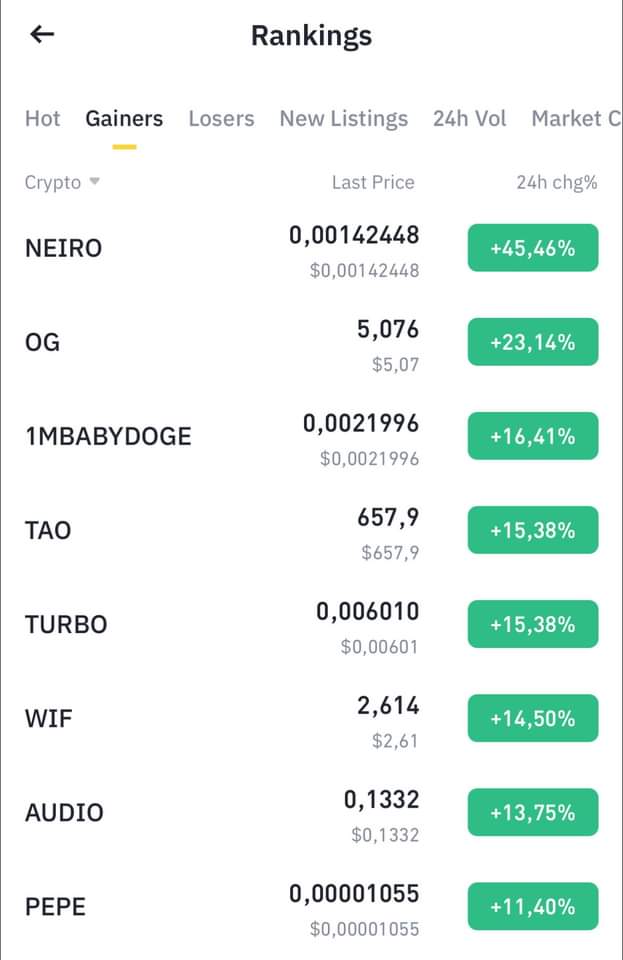 Rankings
Hot Gainers Losers New Listings 24h Vol Market C
Crypto Last Price 24h chg%
NEIRO 0,00142448 +45,46%
$0,00142448
OG 5,076 +23,14%
$5,07
1MBABYDOGE 0,0021996 +16,41%
$0,0021996
TAO 657,9 +15,38%
$657,9
TURBO 0,006010 +15,38%
$0,00601
WIF 2,614 +14,50%
$2,61
AUDIO 0,1332 +13,75%
$0,1332
PEPE 0,00001055 +11,40%
$0,00001055